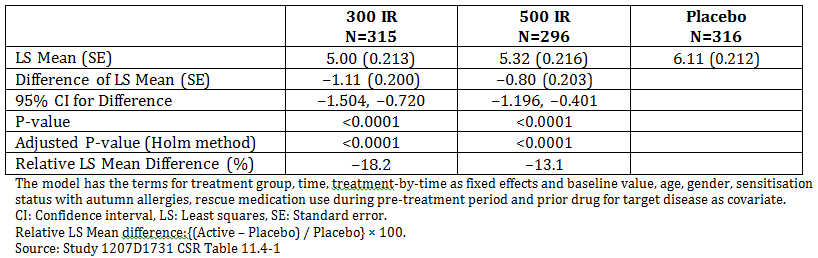 300 IR 500 IR Placebo
N=315 N=296 N=316
LS Mean (SE) 5.00 (0.213) 5.32 (0.216) 6.11 (0.212)
Difference of LS Mean (SE) −1.11 (0.200) −0.80 (0.203)
95% CI for Difference −1.504, −0.720 −1.196, −0.401
P-value <0.0001 <0.0001
Adjusted P-value (Holm method) <0.0001 <0.0001
Relative LS Mean Difference (%) −18.2 −13.1
The model has the terms for treatment group, time, treatment-by-time as fixed effects and baseline value, age, gender, sensitisation
status with autumn allergies, rescue medication use during pre-treatment period and prior drug for target disease as covariate.
CI: Confidence interval, LS: Least squares, SE: Standard error.
Relative LS Mean difference:{(Active – Placebo) / Placebo} × 100.
Source: Study 1207D1731 CSR Table 11.4-1